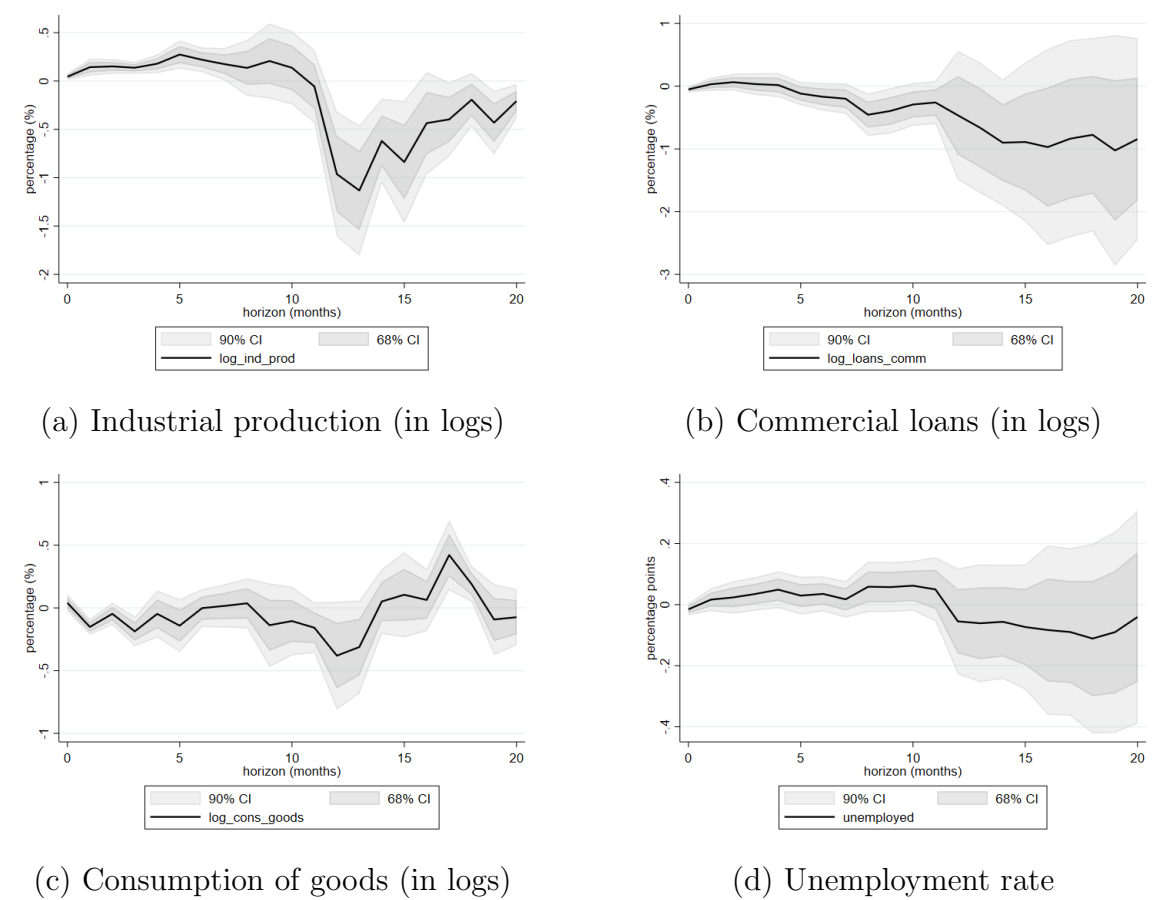 percentage (%)
.5
0
-.5
-1
-1.5
-2
0 5 10 15 20
horizon (months)
90% CI 68% CI
log_ind_prod
(a) Industrial production (in logs)
percentage (%)
1
0
-1
-2
-3
0 5 10 15 20
horizon (months)
90% CI 68% CI
log_loans_comm
(b) Commercial loans (in logs)
percentage (%)
1
.5
0
-.5
-1
0 5 10 15 20
horizon (months)
90% CI 68% CI
log_cons_goods
(c) Consumption of goods (in logs)
percentage points
.4
.2
0
-.2
-.4
0 5 10 15 20
horizon (months)
90% CI 68% CI
unemployed
(d) Unemployment rate